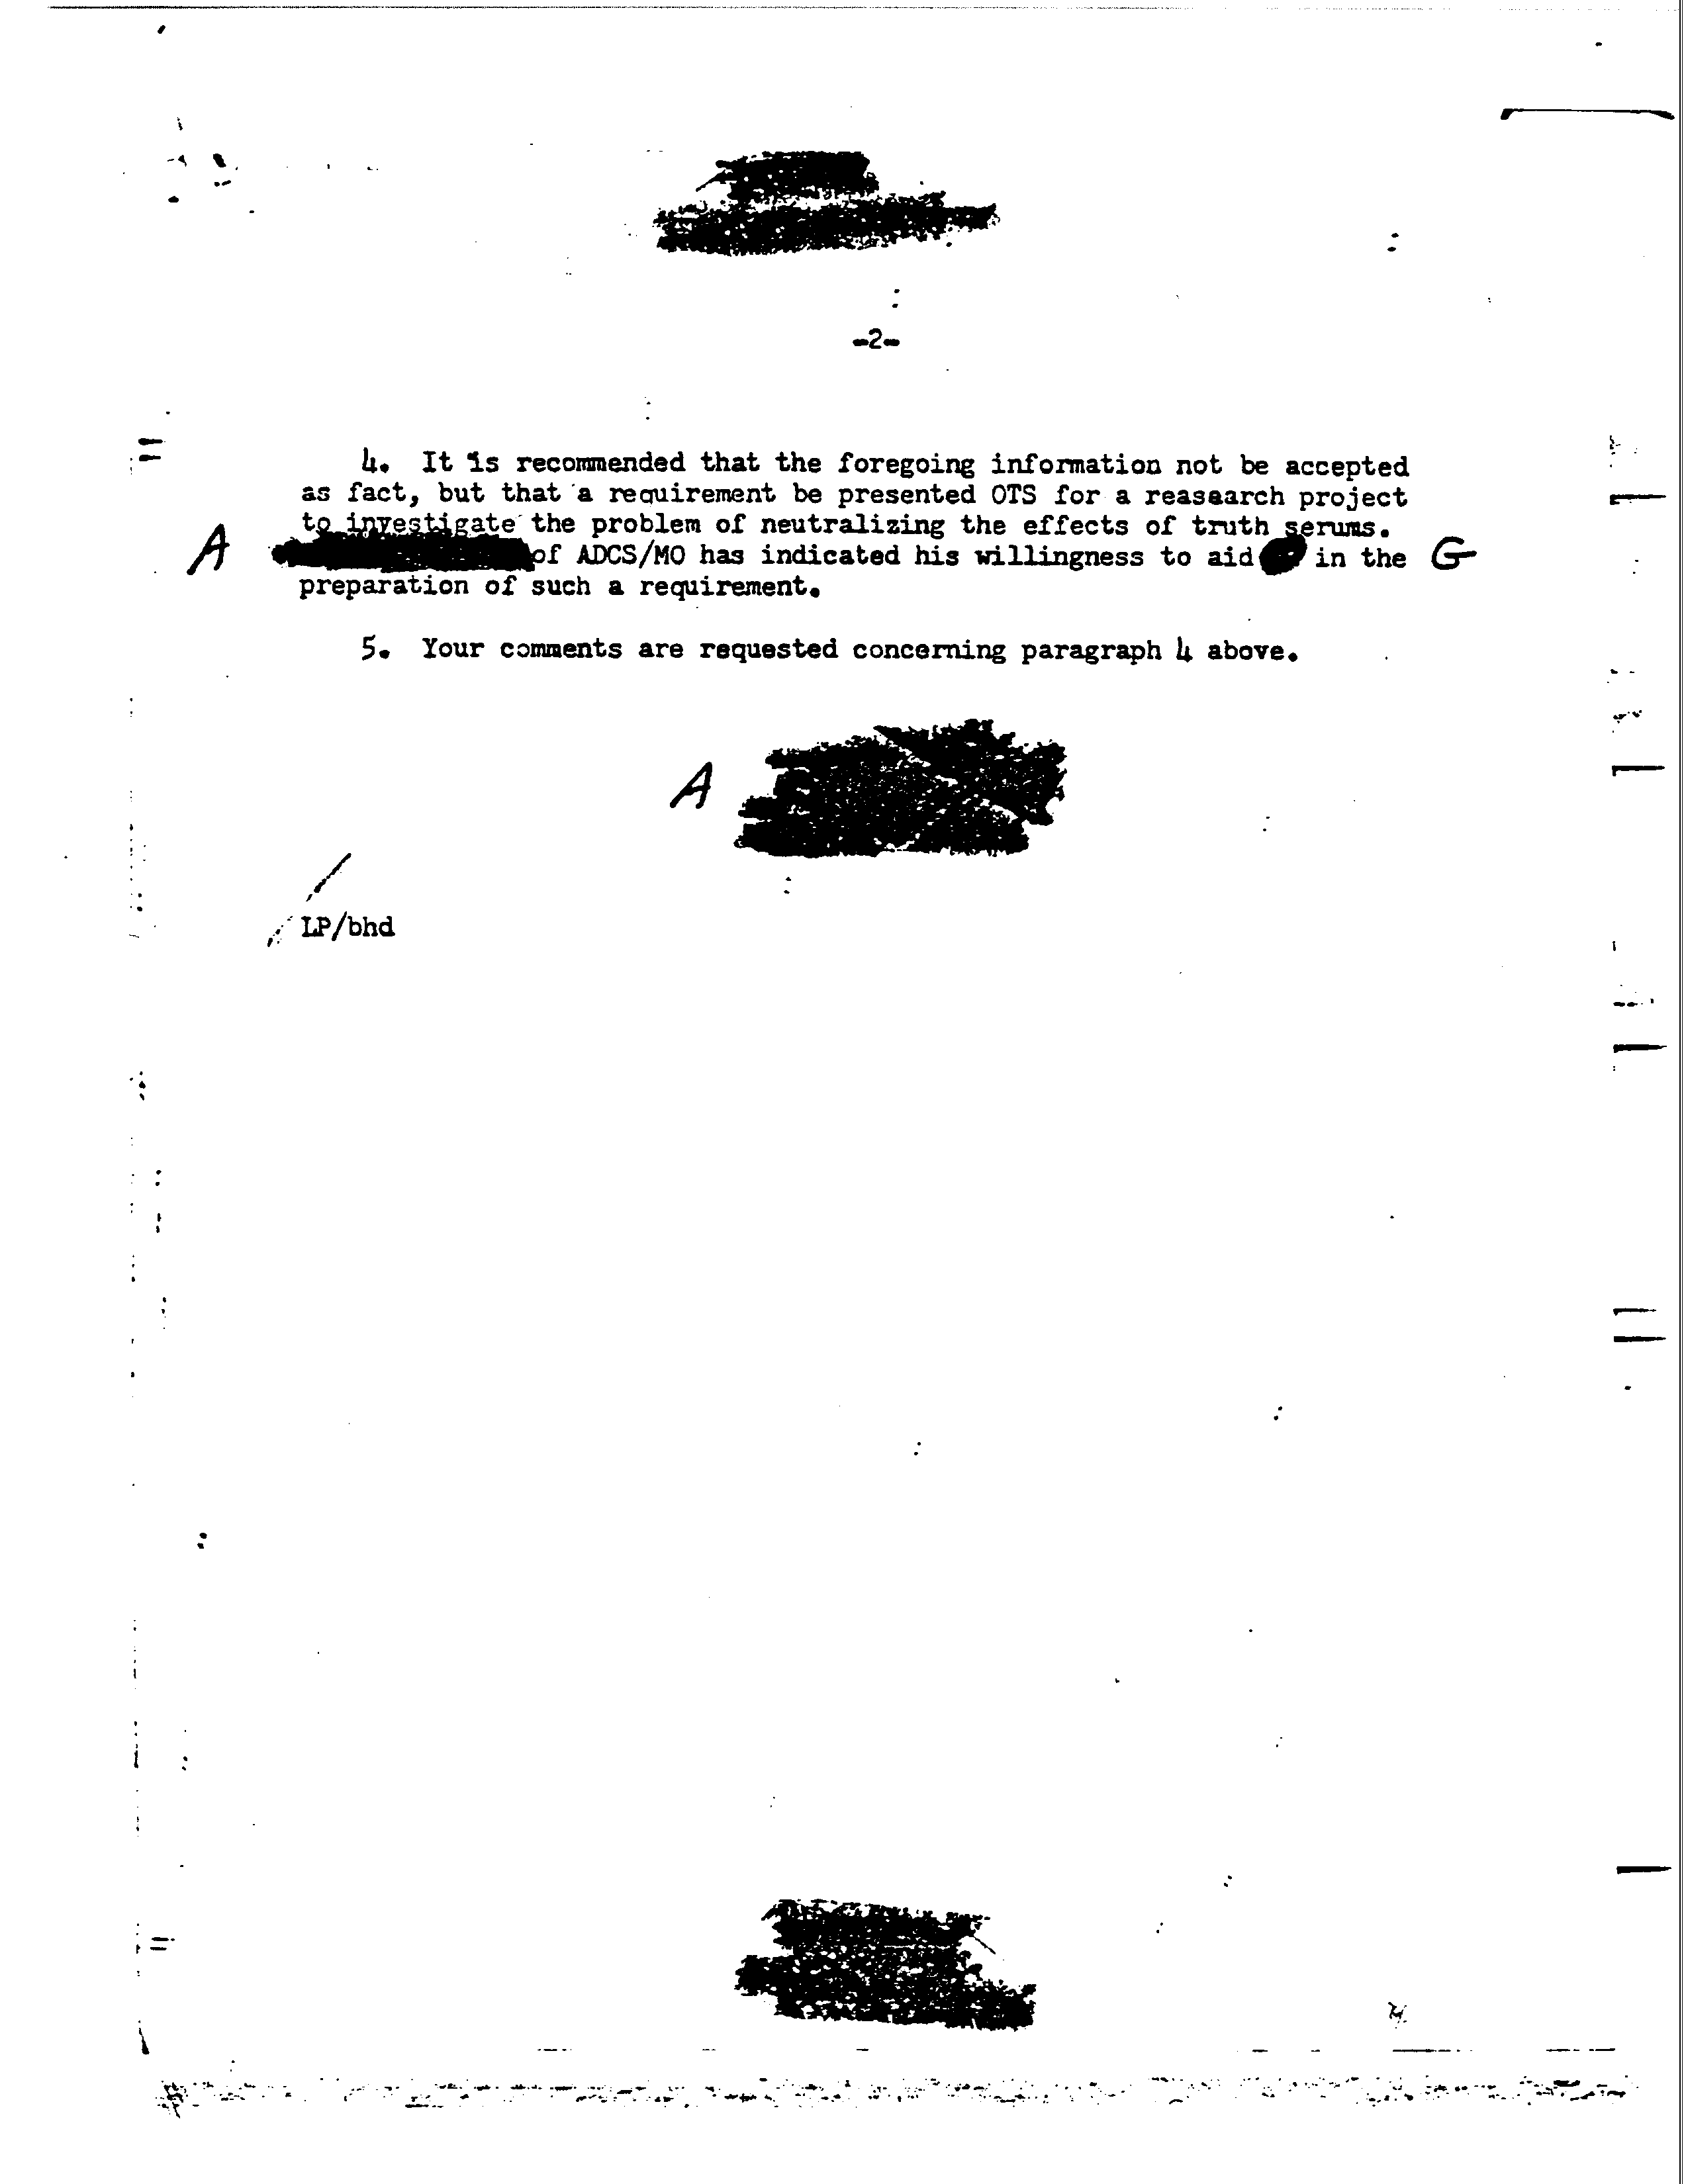 -2-
4. It is recommended that the foregoing information not be accepted
as fact, but that a requirement be presented OTS for a reasearch project
to investigate the problem of neutralizing the effects of truth serums.
A of ADCS/MO has indicated his willingness to aid in the G
preparation of such a requirement.
5. Your comments are requested concerning paragraph 4 above.
A
LP/bhd